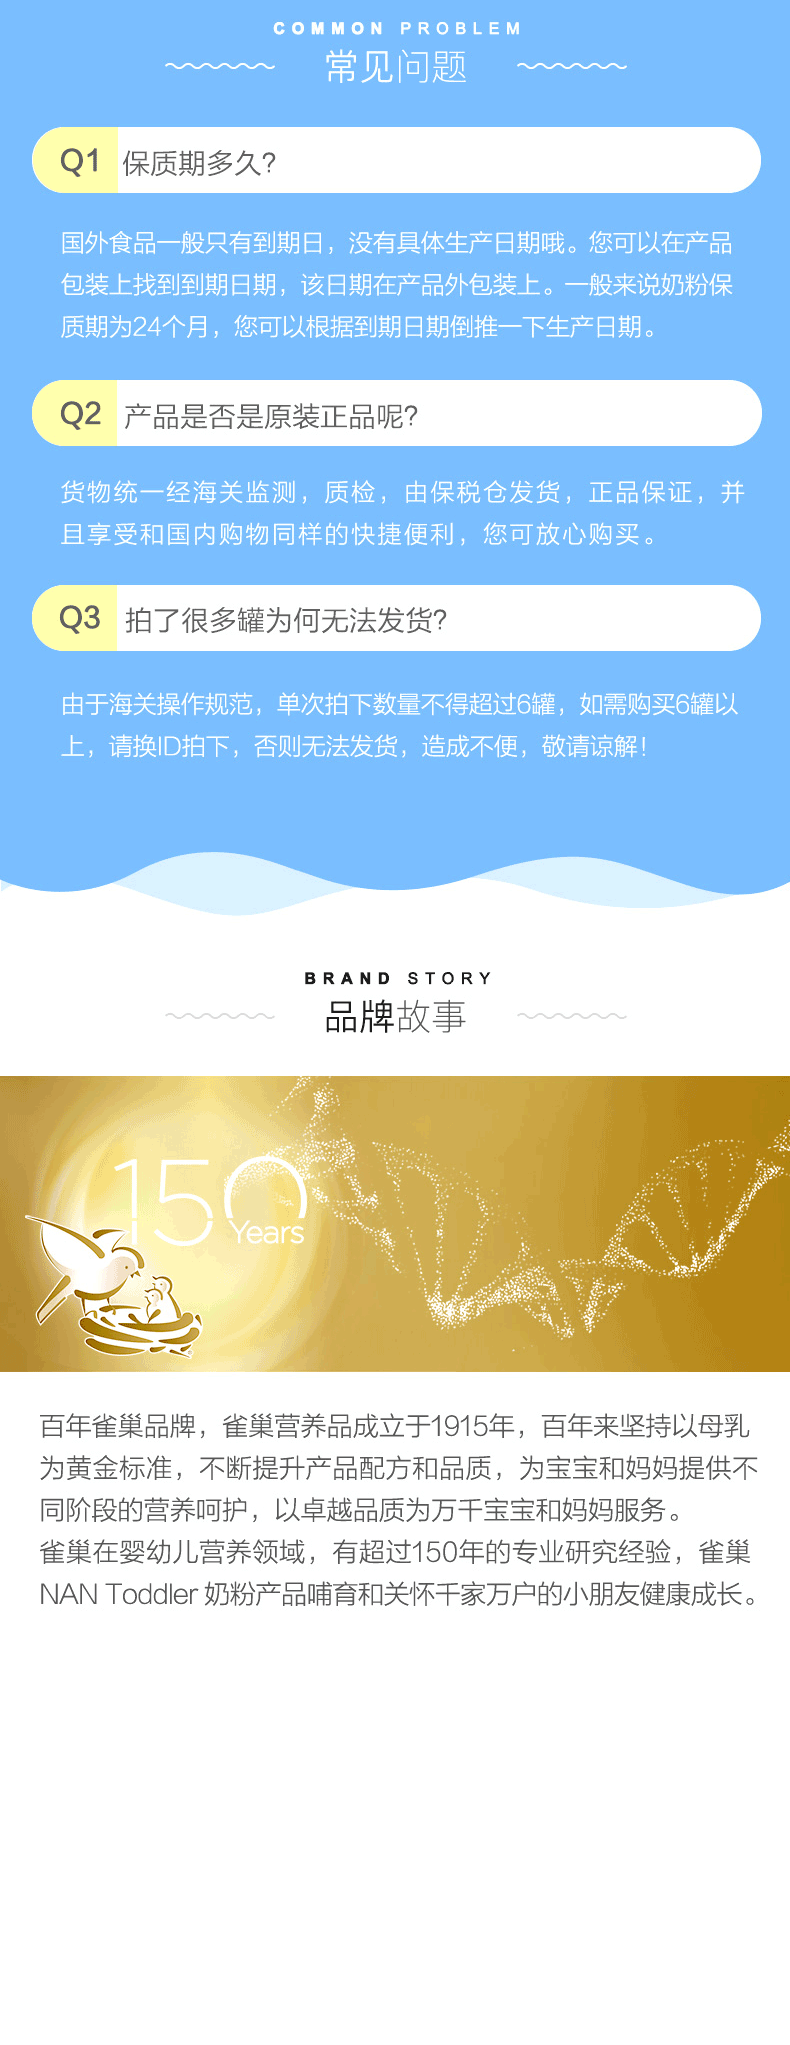 COMMON PROBLEM
常见问题
Q1 保质期多久？
国外食品一般只有到期日，没有具体生产日期哦。您可以在产品
包装上找到到期日期，该日期在产品外包装上。一般来说奶粉保
质期为24个月，您可以根据到期日期倒推一下生产日期。
Q2 产品是否是原装正品呢？
货物统一经海关监测，质检，由保税仓发货，正品保证，并
且享受和国内购物同样的快捷便利，您可放心购买。
Q3 拍了很多罐为何无法发货？
由于海关操作规范，单次拍下数量不得超过6罐，如需购买6罐以
上，请换ID拍下，否则无法发货，造成不便，敬请谅解！
BRAND STORY
品牌故事
150
Years
百年雀巢品牌，雀巢营养品成立于1915年，百年来坚持以母乳
为黄金标准，不断提升产品配方和品质，为宝宝和妈妈提供不
同阶段的营养呵护，以卓越品质为万千宝宝和妈妈服务。
雀巢在婴幼儿营养领域，有超过150年的专业研究经验，雀巢
NAN Toddler 奶粉产品哺育和关怀千家万户的小朋友健康成长。